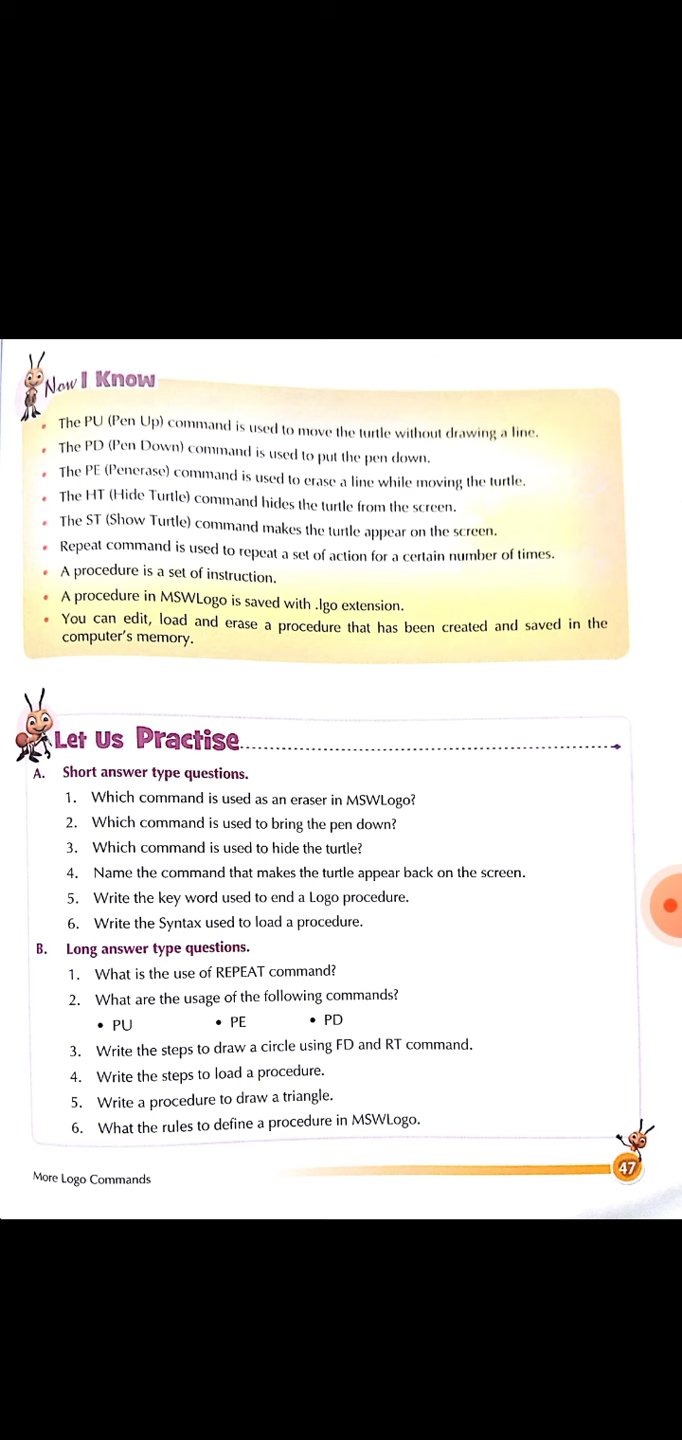 Now I Know
• The PU (Pen Up) command is used to move the turtle without drawing a line.
• The PD (Pen Down) command is used to put the pen down.
• The PE (Penerase) command is used to erase a line while moving the turtle.
• The HT (Hide Turtle) command hides the turtle from the screen.
• The ST (Show Turtle) command makes the turtle appear on the screen.
• Repeat command is used to repeat a set of action for a certain number of times.
• A procedure is a set of instruction.
• A procedure in MSWLogo is saved with .lgo extension.
• You can edit, load and erase a procedure that has been created and saved in the
computer's memory.
Let Us Practise
A. Short answer type questions.
1. Which command is used as an eraser in MSWLogo?
2. Which command is used to bring the pen down?
3. Which command is used to hide the turtle?
4. Name the command that makes the turtle appear back on the screen.
5. Write the key word used to end a Logo procedure.
6. Write the Syntax used to load a procedure.
B. Long answer type questions.
1. What is the use of REPEAT command?
2. What are the usage of the following commands?
• PU • PE • PD
3. Write the steps to draw a circle using FD and RT command.
4. Write the steps to load a procedure.
5. Write a procedure to draw a triangle.
6. What the rules to define a procedure in MSWLogo.
More Logo Commands
47